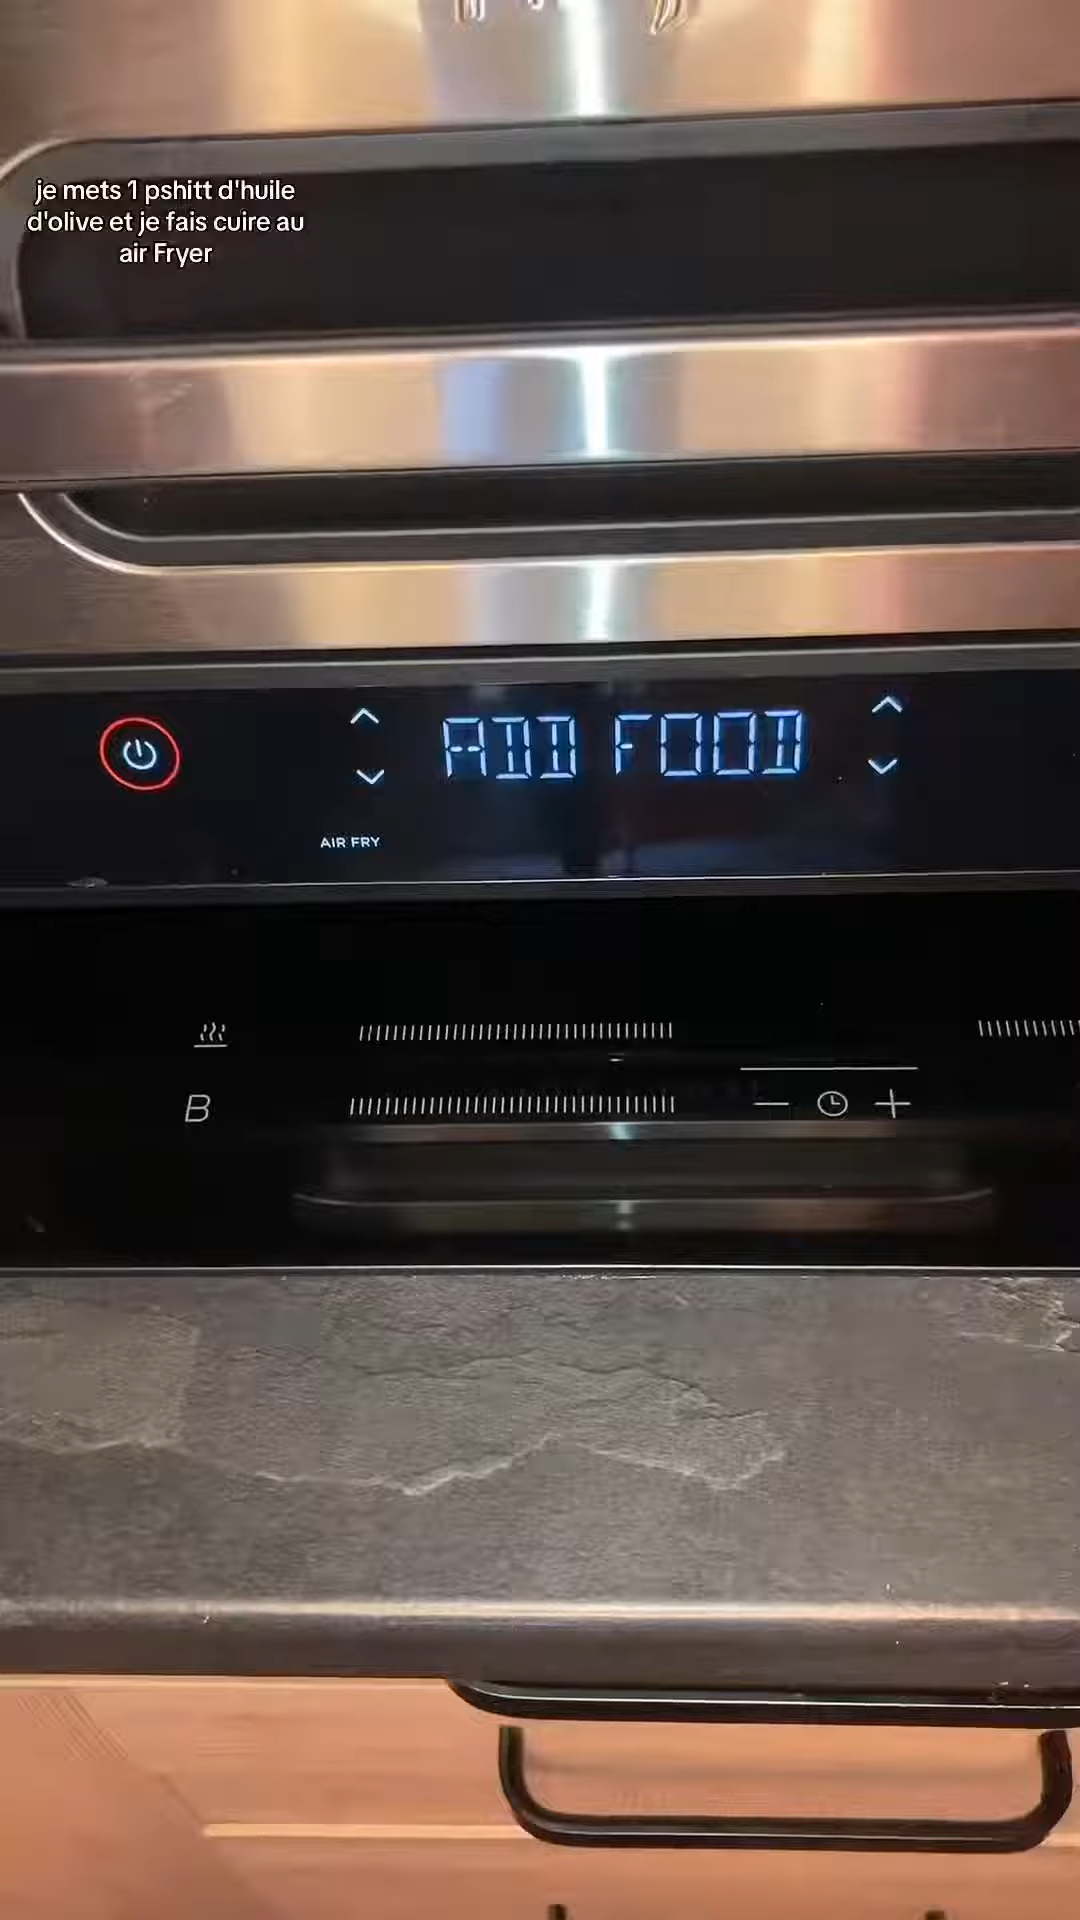 je mets 1 pshitt d'huile
d'olive et je fais cuire au
air Fryer
ADD FOOD
AIR FRY
B